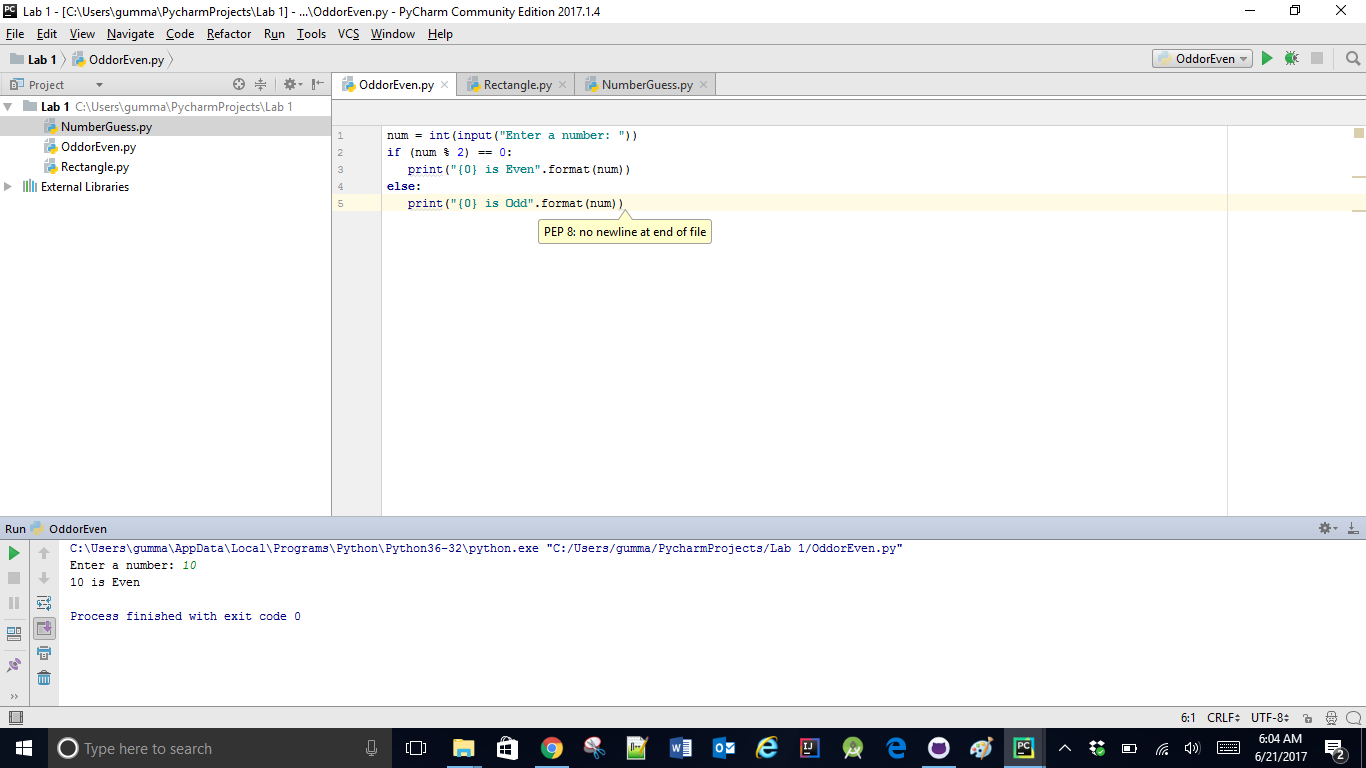 Lab 1 - [C:\Users\gumma\PycharmProjects\Lab 1] - ...\OddorEven.py - PyCharm Community Edition 2017.1.4
File Edit View Navigate Code Refactor Run Tools VCS Window Help
Lab 1 OddorEven.py OddorEven
Project
OddorEven.py Rectangle.py NumberGuess.py
Lab 1 C:\Users\gumma\PycharmProjects\Lab 1
NumberGuess.py
OddorEven.py
Rectangle.py
External Libraries
1 num = int(input("Enter a number: "))
2 if (num % 2) == 0:
3 print("{0} is Even".format(num))
4 else:
5 print("{0} is Odd".format(num))
PEP 8: no newline at end of file
Run OddorEven
C:\Users\gumma\AppData\Local\Programs\Python\Python36-32\python.exe "C:/Users/gumma/PycharmProjects/Lab 1/OddorEven.py"
Enter a number: 10
10 is Even
Process finished with exit code 0
6:1 CRLF UTF-8
Type here to search
6:04 AM
6/21/2017
2